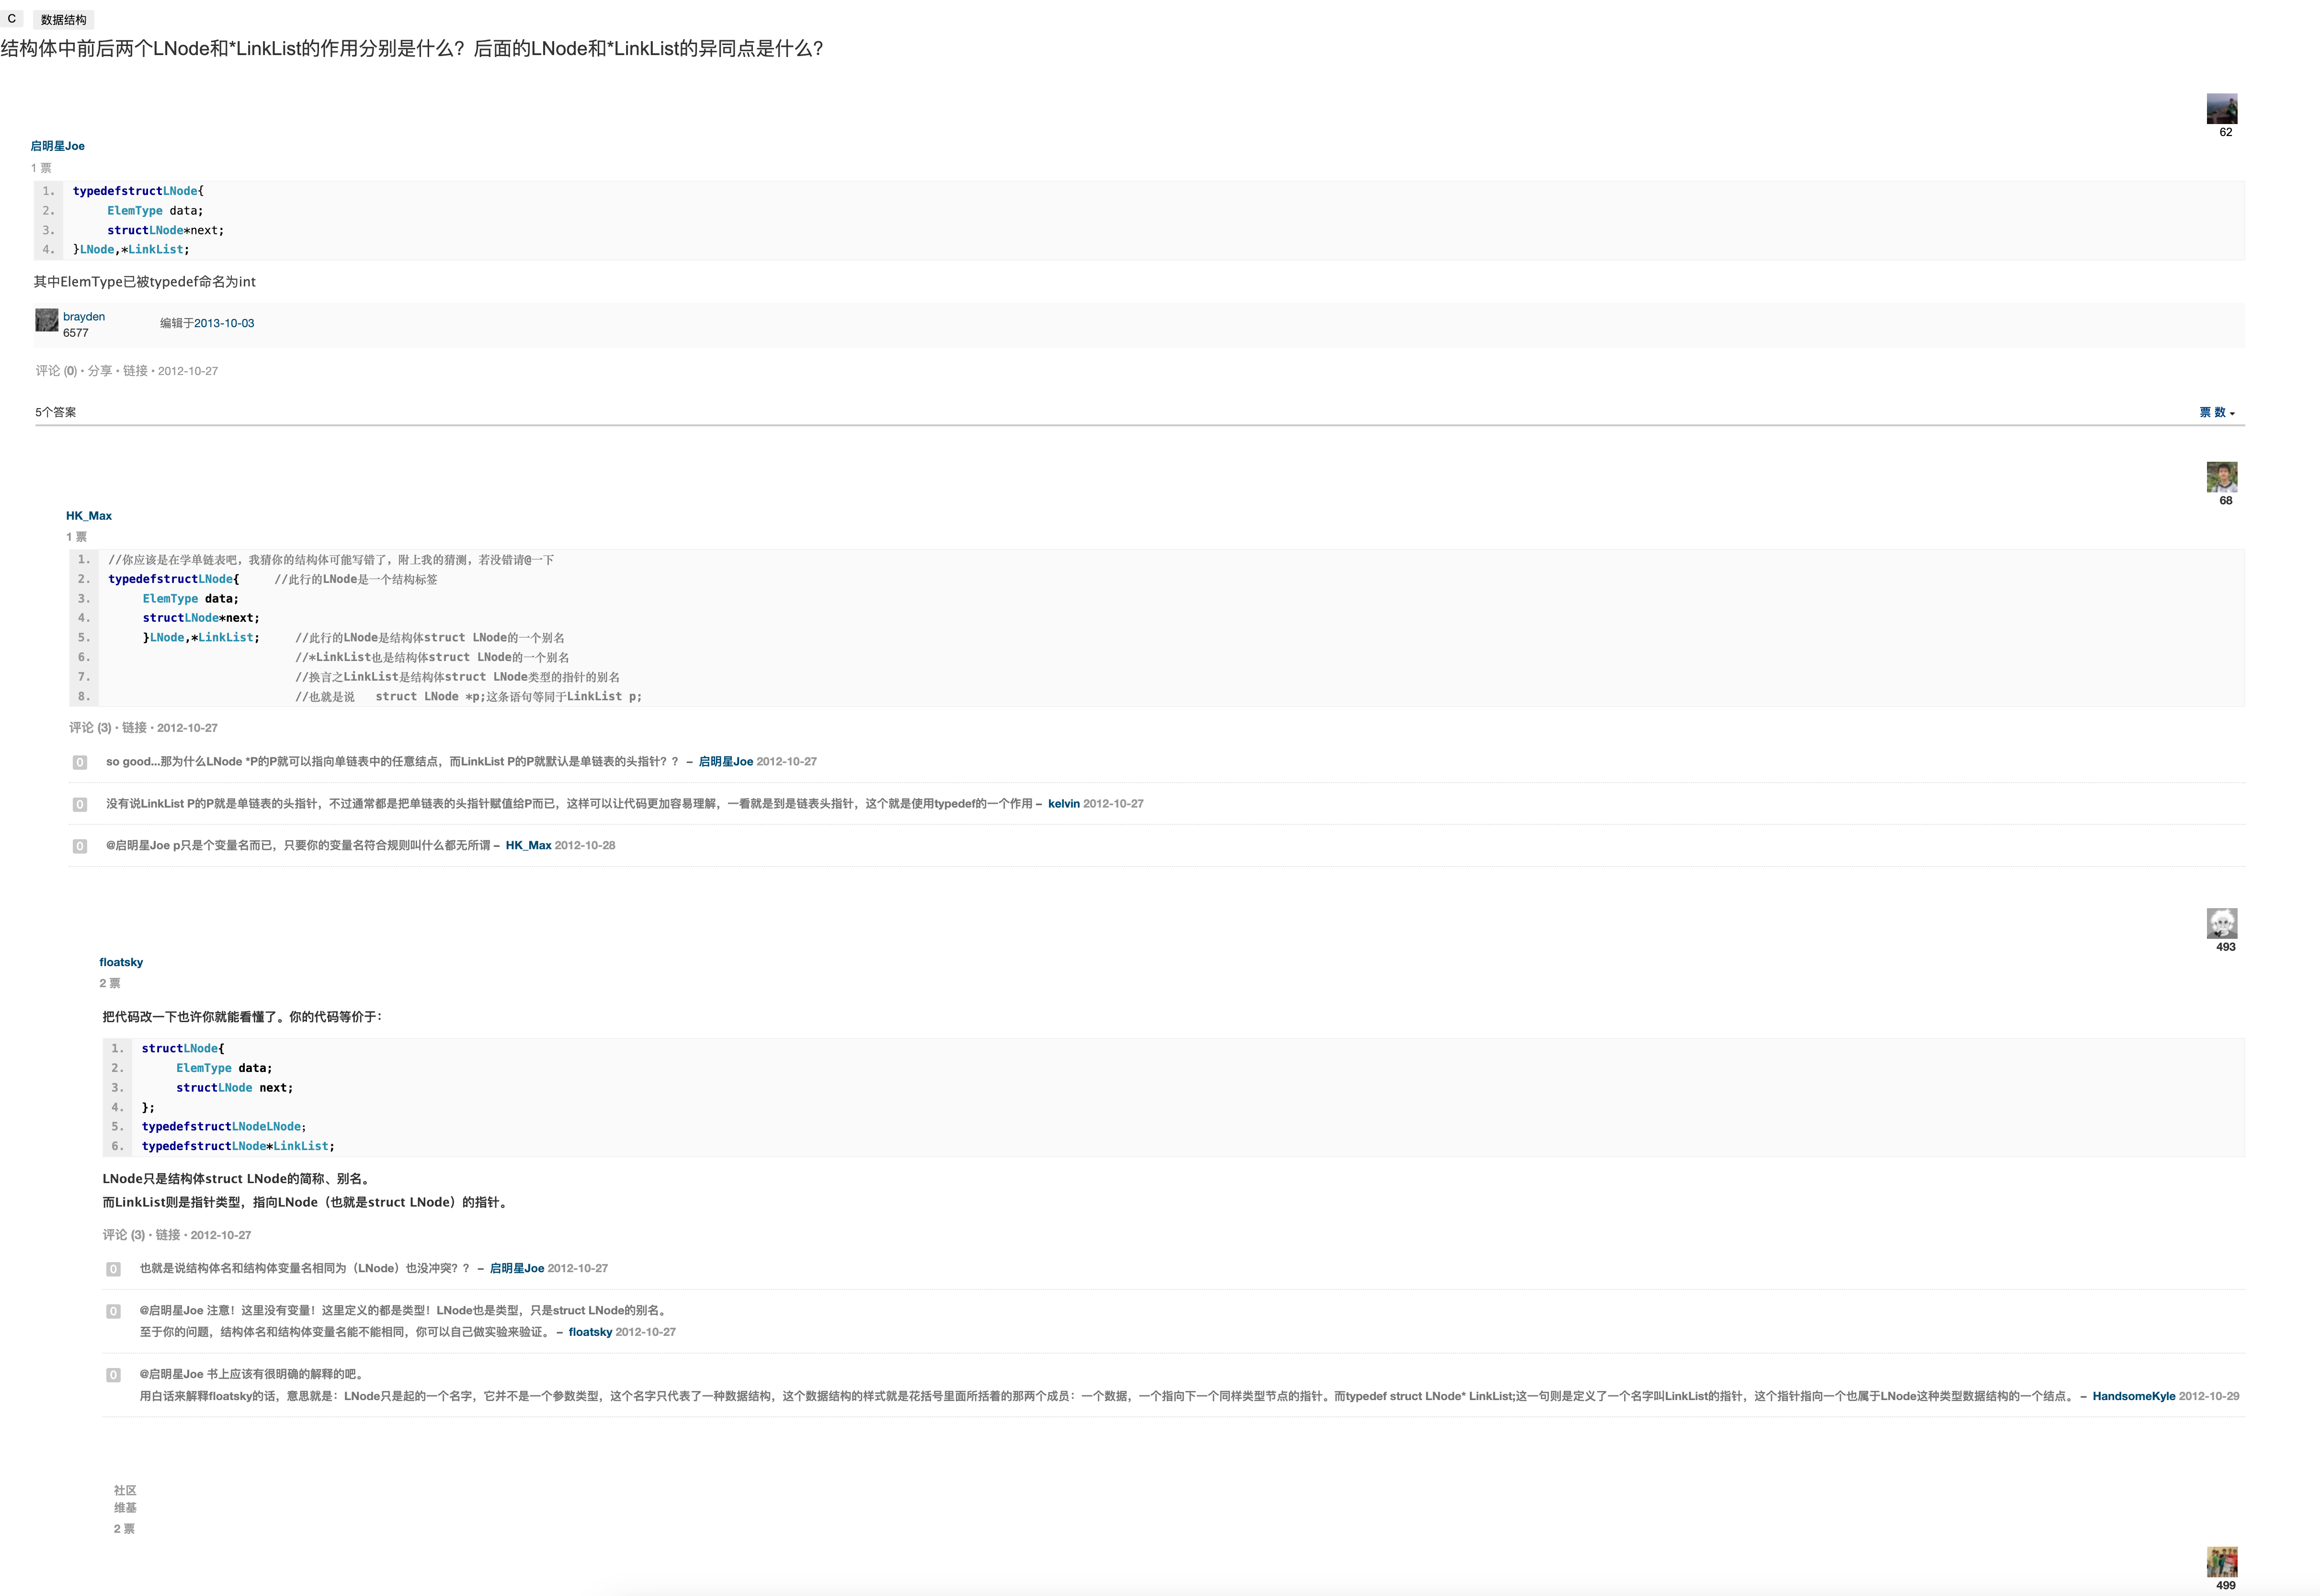 C 数据结构
结构体中前后两个LNode和*LinkList的作用分别是什么？后面的LNode和*LinkList的异同点是什么？
62
启明星Joe
1 票
1. typedefstructLNode{
2. ElemType data;
3. structLNode*next;
4. }LNode,*LinkList;
其中ElemType已被typedef命名为int
brayden
6577
编辑于2013-10-03
评论 (0) • 分享 • 链接 • 2012-10-27
5个答案 票 数
68
HK_Max
1 票
1. //你应该是在学单链表吧，我猜你的结构体可能写错了，附上我的猜测，若没错请@一下
2. typedefstructLNode{ //此行的LNode是一个结构标签
3. ElemType data;
4. structLNode*next;
5. }LNode,*LinkList; //此行的LNode是结构体struct LNode的一个别名
6. //*LinkList也是结构体struct LNode的一个别名
7. //换言之LinkList是结构体struct LNode类型的指针的别名
8. //也就是说 struct LNode *p;这条语句等同于LinkList p;
评论 (3) • 链接 • 2012-10-27
0 so good...那为什么LNode *P的P就可以指向单链表中的任意结点，而LinkList P的P就默认是单链表的头指针？？ – 启明星Joe 2012-10-27
0 没有说LinkList P的P就是单链表的头指针，不过通常都是把单链表的头指针赋值给P而已，这样可以让代码更加容易理解，一看就是到是链表头指针，这个就是使用typedef的一个作用 – kelvin 2012-10-27
0 @启明星Joe p只是个变量名而已，只要你的变量名符合规则叫什么都无所谓 – HK_Max 2012-10-28
493
floatsky
2 票
把代码改一下也许你就能看懂了。你的代码等价于：
1. structLNode{
2. ElemType data;
3. structLNode next;
4. };
5. typedefstructLNodeLNode;
6. typedefstructLNode*LinkList;
LNode只是结构体struct LNode的简称、别名。
而LinkList则是指针类型，指向LNode（也就是struct LNode）的指针。
评论 (3) • 链接 • 2012-10-27
0 也就是说结构体名和结构体变量名相同为（LNode）也没冲突？？ – 启明星Joe 2012-10-27
0 @启明星Joe 注意！这里没有变量！这里定义的都是类型！LNode也是类型，只是struct LNode的别名。
至于你的问题，结构体名和结构体变量名能不能相同，你可以自己做实验来验证。 – floatsky 2012-10-27
0 @启明星Joe 书上应该有很明确的解释的吧。
用白话来解释floatsky的话，意思就是：LNode只是起的一个名字，它并不是一个参数类型，这个名字只代表了一种数据结构，这个数据结构的样式就是花括号里面所括着的那两个成员：一个数据，一个指向下一个同样类型节点的指针。而typedef struct LNode* LinkList;这一句则是定义了一个名字叫LinkList的指针，这个指针指向一个也属于LNode这种类型数据结构的一个结点。 – HandsomeKyle 2012-10-29
社区
维基
2 票
499